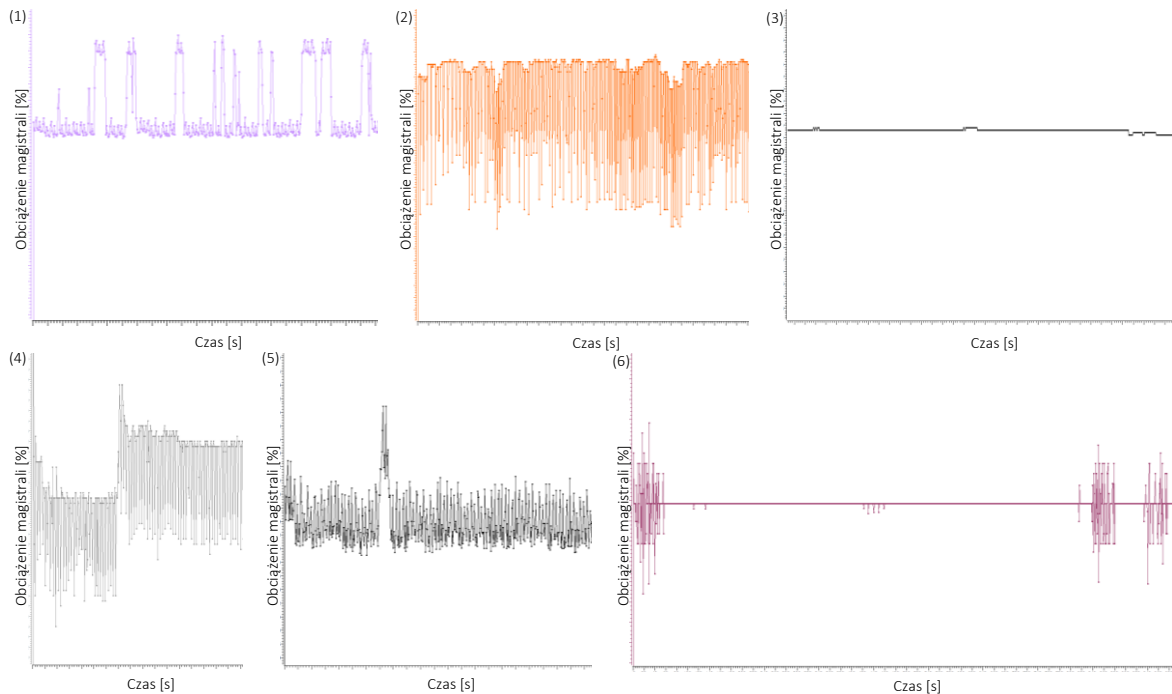 (1)
Obciążenie magistrali [%]
Czas [s]
(2)
Obciążenie magistrali [%]
Czas [s]
(3)
Obciążenie magistrali [%]
Czas [s]
(4)
Obciążenie magistrali [%]
Czas [s]
(5)
Obciążenie magistrali [%]
Czas [s]
(6)
Obciążenie magistrali [%]
Czas [s]